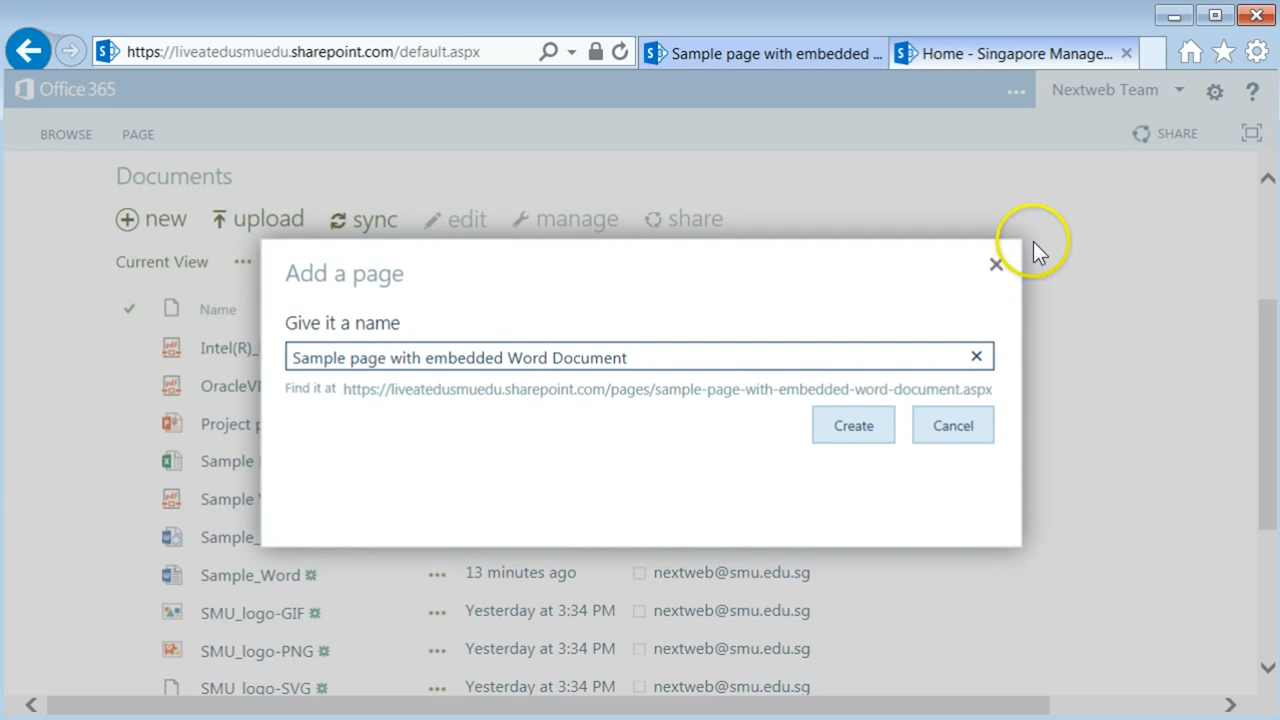 https://liveatedusmuedu.sharepoint.com/default.aspx
Sample page with embedded ...
Home - Singapore Manage...
Office 365
Nextweb Team
BROWSE PAGE
SHARE
Documents
new upload sync edit manage share
Current View
Add a page
Give it a name
Name
Sample page with embedded Word Document
Intel(R)_
Find it at https://liveatedusmuedu.sharepoint.com/pages/sample-page-with-embedded-word-document.aspx
Project p
Create Cancel
Sample
Sample
Sample_
Sample_Word 13 minutes ago nextweb@smu.edu.sg
SMU_logo-GIF Yesterday at 3:34 PM nextweb@smu.edu.sg
SMU_logo-PNG Yesterday at 3:34 PM nextweb@smu.edu.sg
SMU_logo-SVG Yesterday at 3:34 PM nextweb@smu.edu.sg